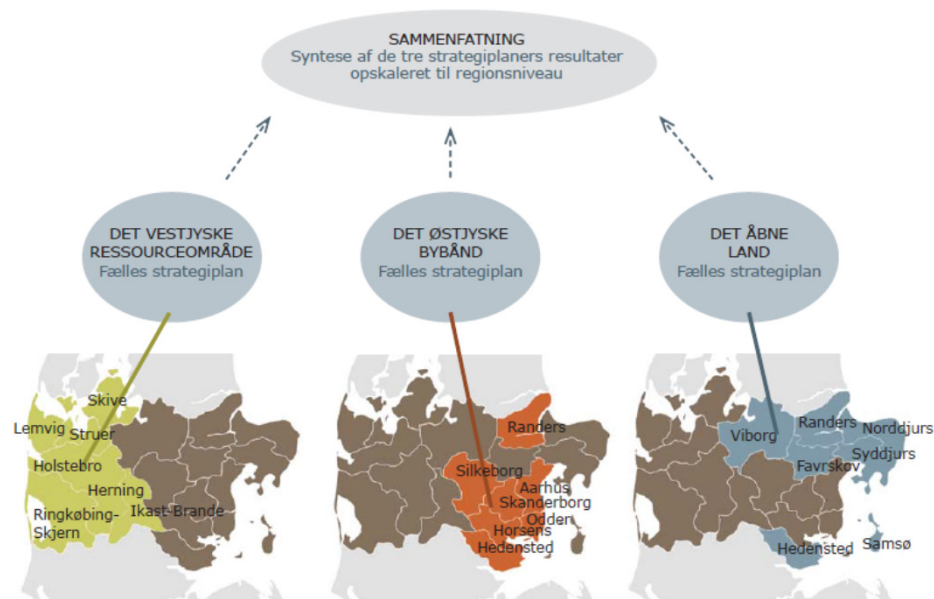 SAMMENFATNING
Syntese af de tre strategiplaners resultater
opskaleret til regionsniveau
DET VESTJYSKE
RESSOURCEOMRÅDE
Fælles strategiplan
DET ØSTJYSKE
BYBÅND
Fælles strategiplan
DET ÅBNE
LAND
Fælles strategiplan
Skive
Lemvig
Struer
Holstebro
Herning
Ringkøbing-
Skjern
Ikast-Brande
Randers
Silkeborg
Aarhus
Skanderborg
Odder
Horsens
Hedensted
Viborg
Randers
Norddjurs
Syddjurs
Favrskov
Hedensted
Samsø